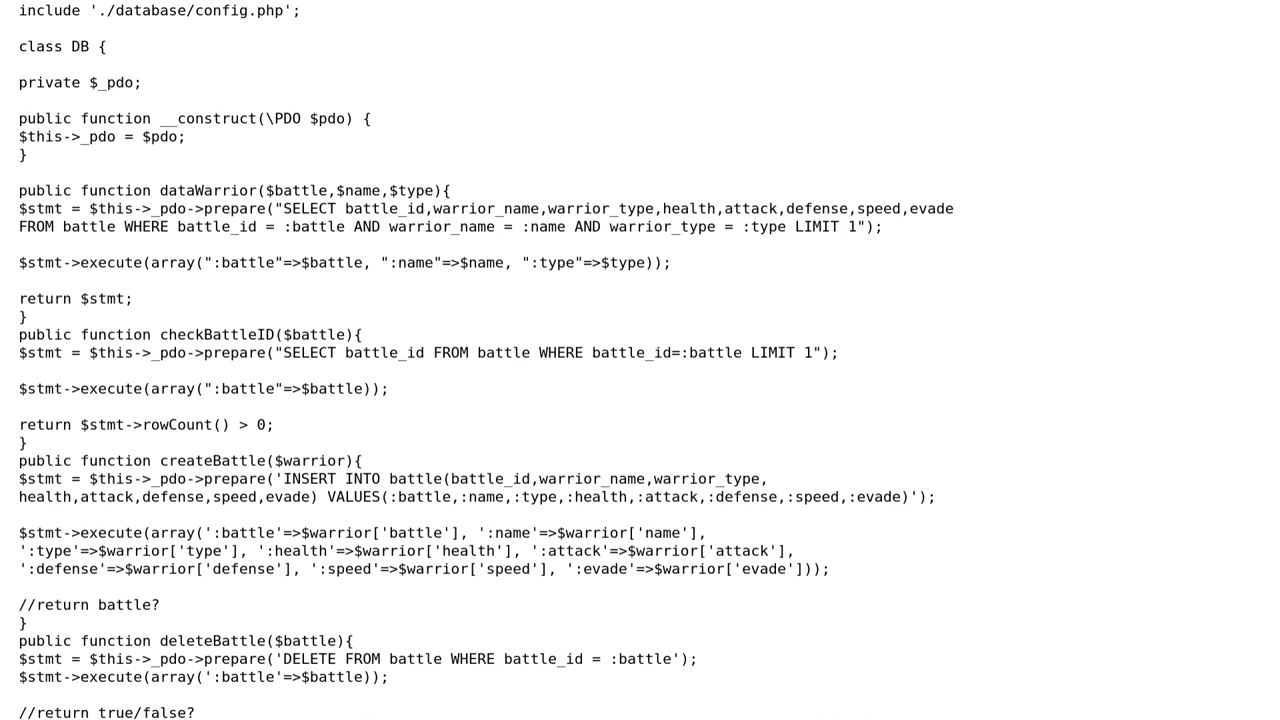 include './database/config.php';
class DB {
private $_pdo;
public function __construct(\PDO $pdo) {
$this->_pdo = $pdo;
}
public function dataWarrior($battle,$name,$type){
$stmt = $this->_pdo->prepare("SELECT battle_id,warrior_name,warrior_type,health,attack,defense,speed,evade
FROM battle WHERE battle_id = :battle AND warrior_name = :name AND warrior_type = :type LIMIT 1");
$stmt->execute(array(":battle"=>$battle, ":name"=>$name, ":type"=>$type));
return $stmt;
}
public function checkBattleID($battle){
$stmt = $this->_pdo->prepare("SELECT battle_id FROM battle WHERE battle_id=:battle LIMIT 1");
$stmt->execute(array(":battle"=>$battle));
return $stmt->rowCount() > 0;
}
public function createBattle($warrior){
$stmt = $this->_pdo->prepare('INSERT INTO battle(battle_id,warrior_name,warrior_type,
health,attack,defense,speed,evade) VALUES(:battle,:name,:type,:health,:attack,:defense,:speed,:evade)');
$stmt->execute(array(':battle'=>$warrior['battle'], ':name'=>$warrior['name'],
':type'=>$warrior['type'], ':health'=>$warrior['health'], ':attack'=>$warrior['attack'],
':defense'=>$warrior['defense'], ':speed'=>$warrior['speed'], ':evade'=>$warrior['evade']));
//return battle?
}
public function deleteBattle($battle){
$stmt = $this->_pdo->prepare('DELETE FROM battle WHERE battle_id = :battle');
$stmt->execute(array(':battle'=>$battle));
//return true/false?